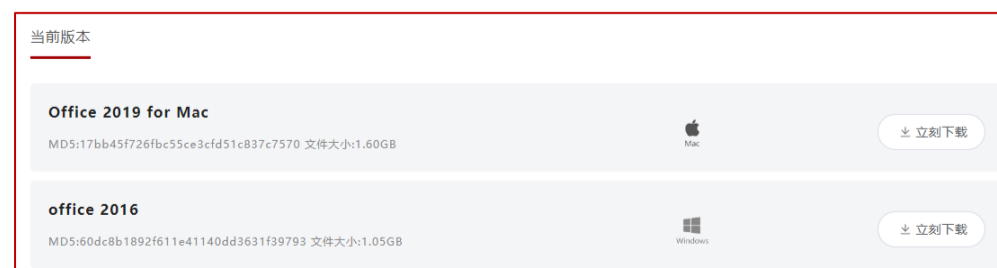 当前版本
Office 2019 for Mac
MD5:17bb45f726fbc55ce3cfd51c837c7570 文件大小:1.60GB
Mac
立刻下载
office 2016
MD5:60dc8b1892f611e41140dd3631f39793 文件大小:1.05GB
Windows
立刻下载